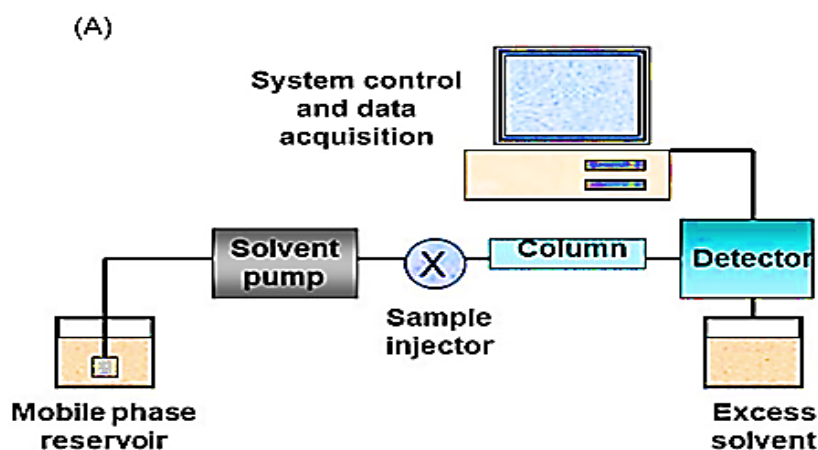 (A)
System control
and data
acquisition
Solvent
pump
X
Column
Detector
Sample
injector
Mobile phase
reservoir
Excess
solvent